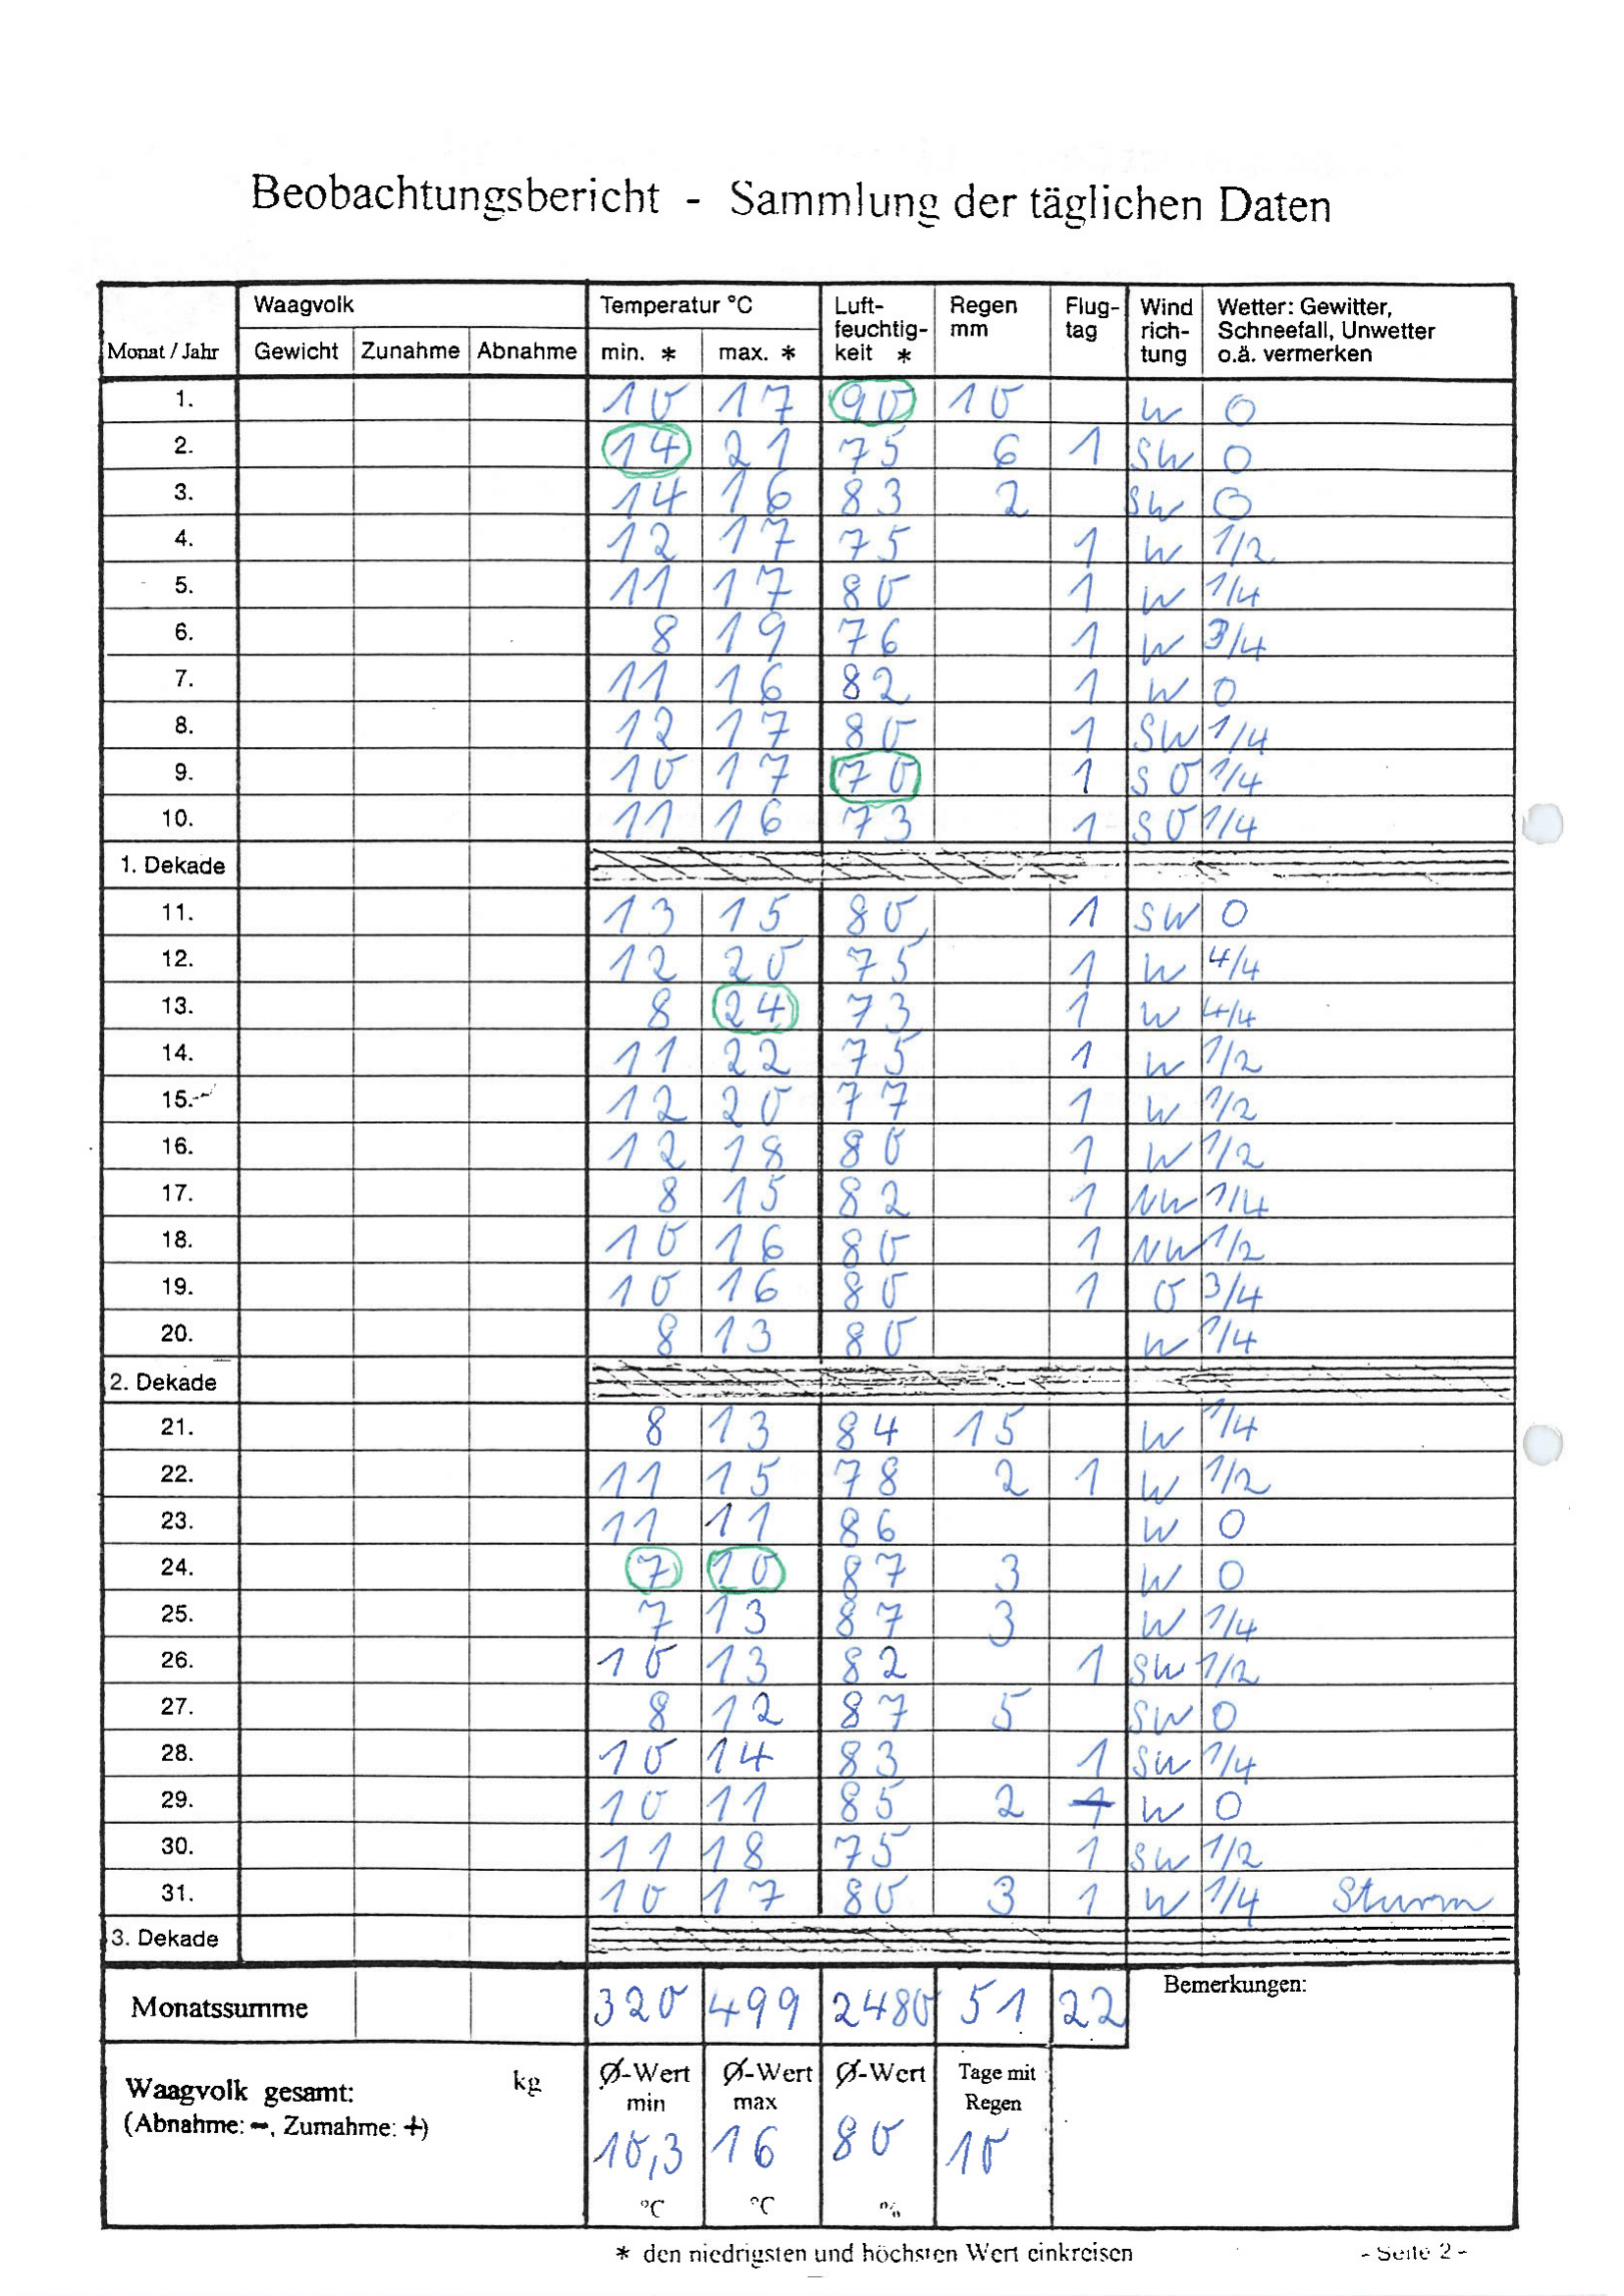 Beobachtungsbericht - Sammlung der täglichen Daten
Monat / Jahr Waagvolk Temperatur °C Luft-feuchtig-keit * Regen mm Flug-tag Wind rich-tung Wetter: Gewitter, Schneefall, Unwetter o.ä. vermerken
Gewicht Zunahme Abnahme min. * max. *
1. 10 17 90 10 W 0
2. 14 21 75 6 1 SW 0
3. 14 16 83 2 SW 0
4. 12 17 75 1 W 1/2
5. 11 17 80 1 W 1/4
6. 8 19 76 1 W 3/4
7. 11 16 82 1 W 0
8. 12 17 80 1 SW 1/4
9. 10 17 70 1 SO 1/4
10. 11 16 73 1 SO 1/4
1. Dekade
11. 13 15 80 1 SW 0
12. 12 20 75 1 W 4/4
13. 8 24 73 1 W 4/4
14. 11 22 75 1 W 1/2
15. 12 20 77 1 W 1/2
16. 12 18 80 1 W 1/2
17. 8 15 82 1 NW 1/4
18. 10 16 80 1 NW 1/2
19. 10 16 80 1 O 3/4
20. 8 13 80 W 1/4
2. Dekade
21. 8 13 84 15 W 1/4
22. 11 15 78 2 1 W 1/2
23. 11 11 86 W 0
24. 7 10 87 3 W 0
25. 7 13 87 3 W 1/4
26. 10 13 82 1 SW 1/2
27. 8 12 87 5 SW 0
28. 10 14 83 1 SW 1/4
29. 10 11 85 2 1 W 0
30. 11 18 75 1 SW 1/2
31. 10 17 80 3 1 W 1/4 Sturm
3. Dekade
Monatssumme 320 499 2480 51 22 Bemerkungen:
Waagvolk gesamt: kg
(Abnahme: -, Zumahme: +)
Ø-Wert min Ø-Wert max Ø-Wert Tage mit Regen
10,3 16 80 10
°C °C %
* den niedrigsten und höchsten Wert einkreisen
- Seite 2 -